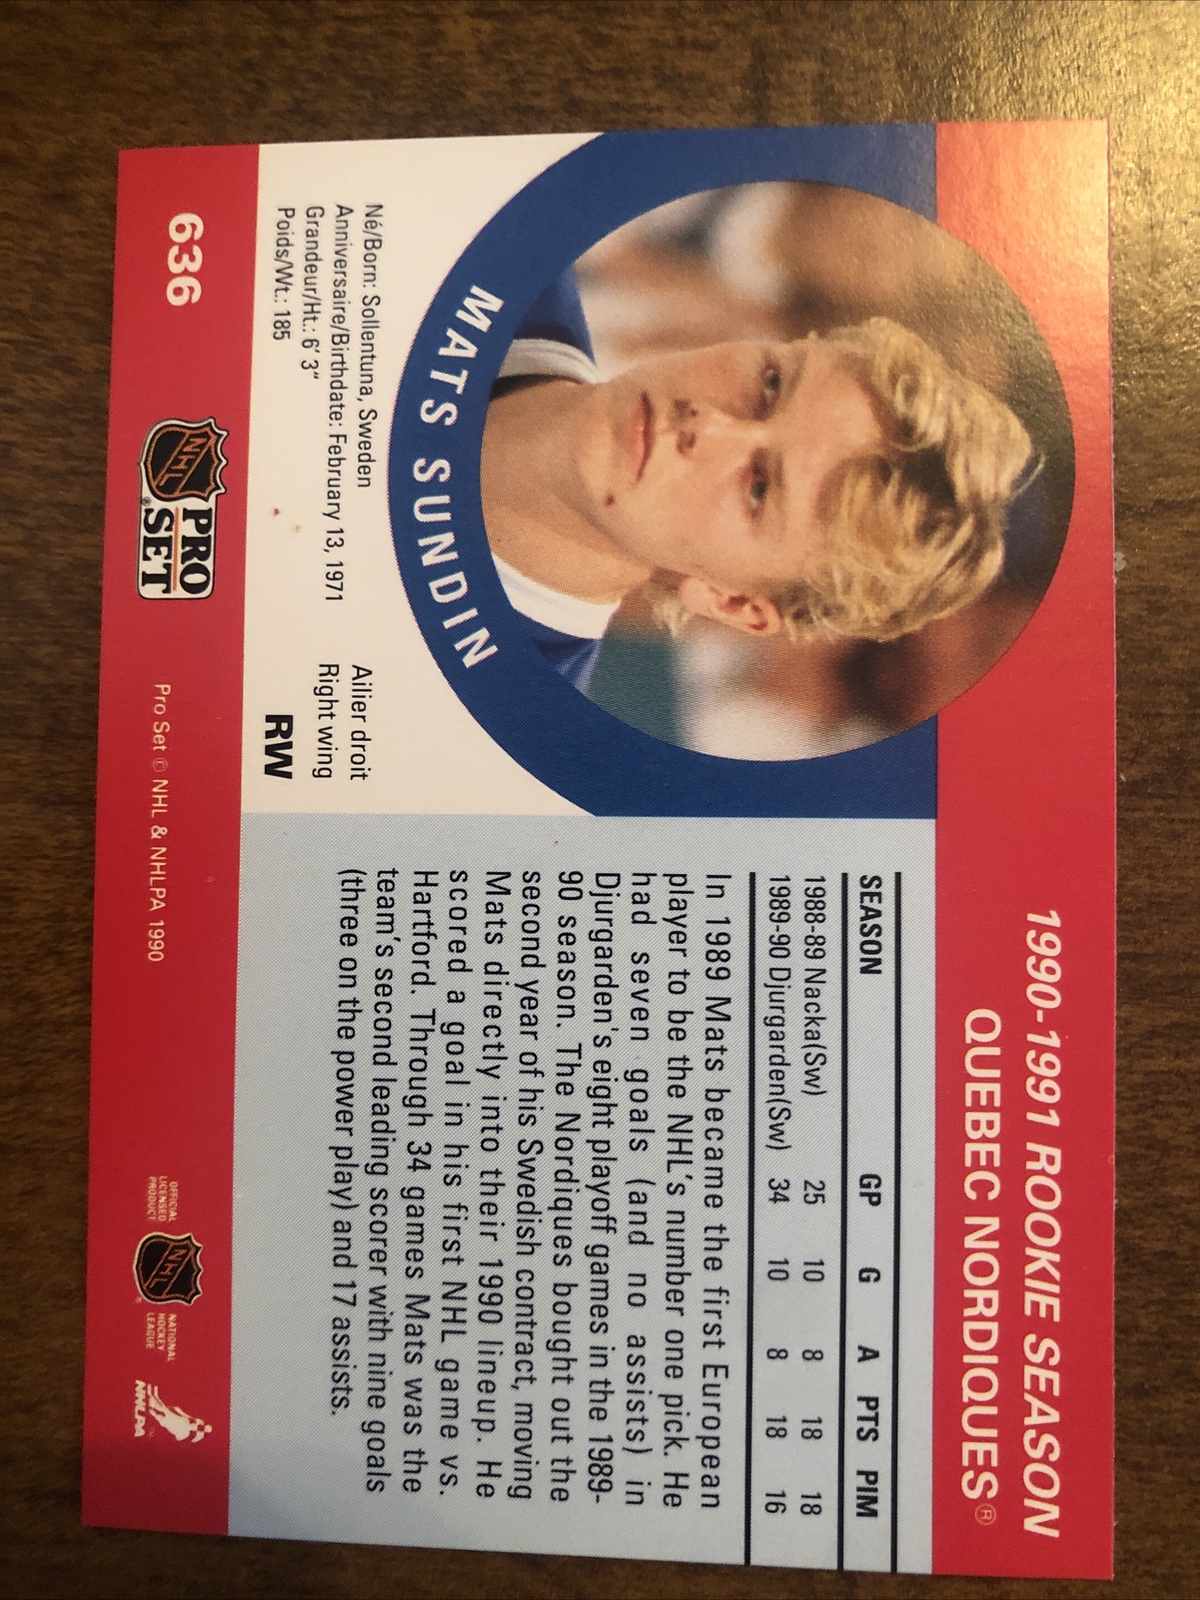 1990-1991 ROOKIE SEASON
QUEBEC NORDIQUES®
MATS SUNDIN
Né/Born: Sollentuna, Sweden
Anniversaire/Birthdate: February 13, 1971
Grandeur/Ht.: 6' 3"
Poids/Wt.: 185
Ailier droit
Right wing
RW
SEASON GP G A PTS PIM
1988-89 Nacka(Sw) 25 10 8 18 18
1989-90 Djurgarden(Sw) 34 10 8 18 16
In 1989 Mats became the first European
player to be the NHL's number one pick. He
had seven goals (and no assists) in
Djurgarden's eight playoff games in the 1989-
90 season. The Nordiques bought out the
second year of his Swedish contract, moving
Mats directly into their 1990 lineup. He
scored a goal in his first NHL game vs.
Hartford. Through 34 games Mats was the
team's second leading scorer with nine goals
(three on the power play) and 17 assists.
636
NHL
PRO
SET
®
Pro Set © NHL & NHLPA 1990
OFFICIAL
LICENSED
PRODUCT
NHL
®
NATIONAL
HOCKEY
LEAGUE
NHLPA